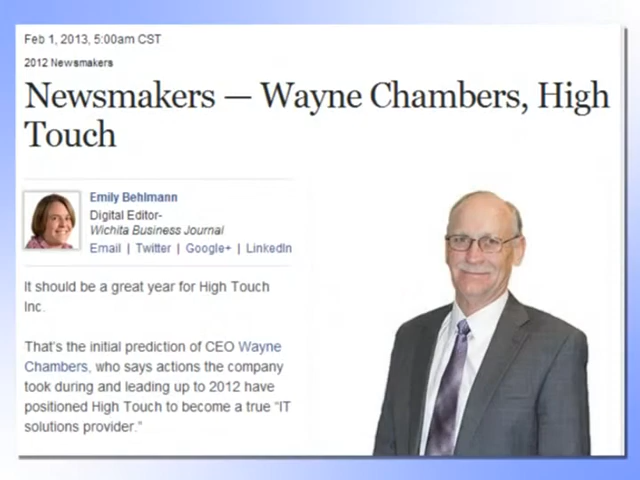 Feb 1, 2013, 5:00am CST
2012 Newsmakers
Newsmakers — Wayne Chambers, High
Touch
Emily Behlmann
Digital Editor-
Wichita Business Journal
Email | Twitter | Google+ | LinkedIn
It should be a great year for High Touch
Inc.
That's the initial prediction of CEO Wayne
Chambers, who says actions the company
took during and leading up to 2012 have
positioned High Touch to become a true "IT
solutions provider."